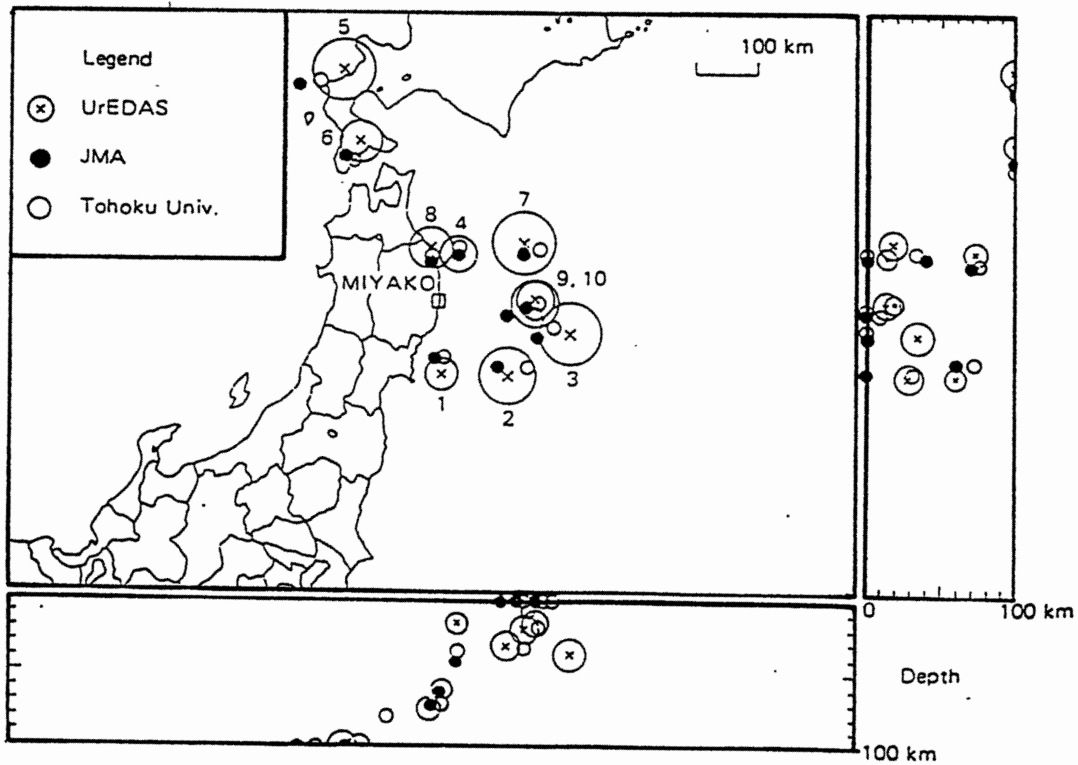 5
Legend
100 km
UrEDAS
6
JMA
7
Tohoku Univ.
8
4
MIYAKO
9, 10
3
1
2
0
100 km
Depth
100 km